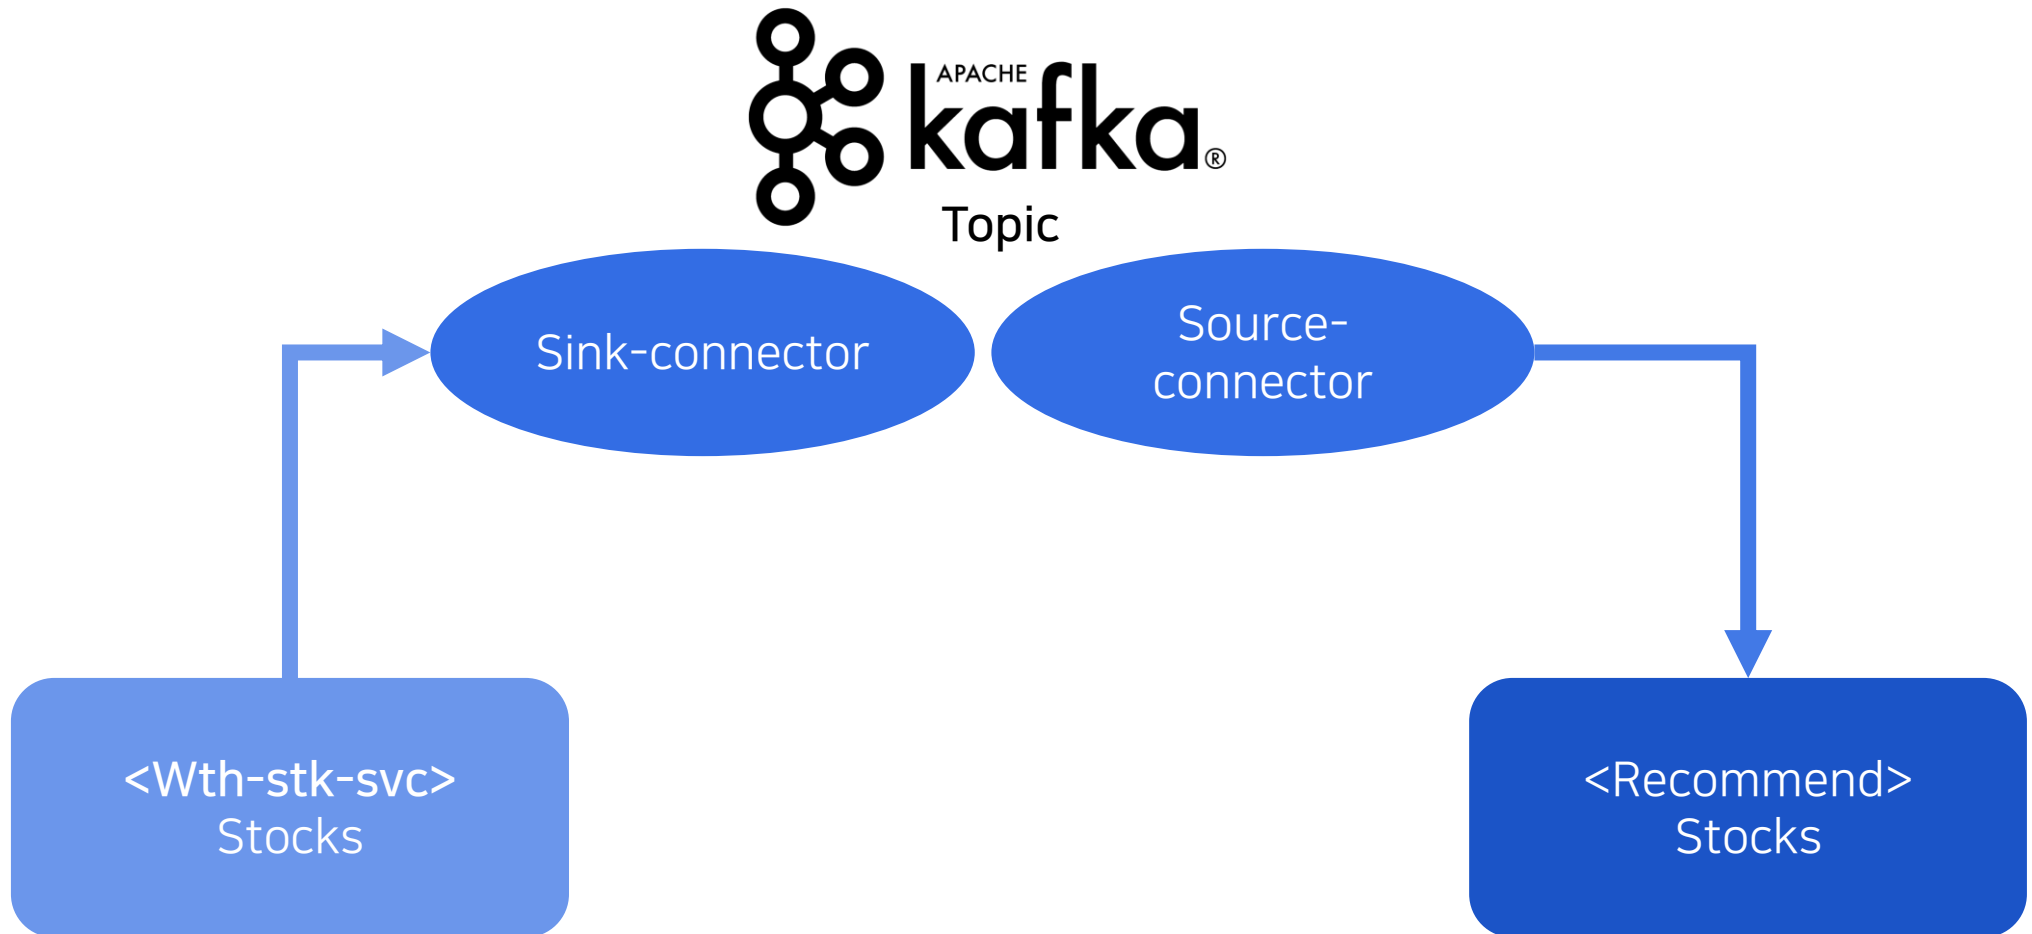 APACHE
kafka®
Topic
Sink-connector
Source-
connector
<Wth-stk-svc>
Stocks
<Recommend>
Stocks